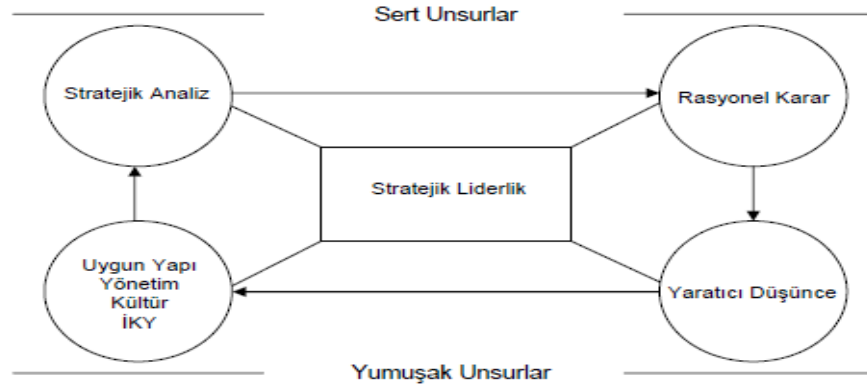 Sert Unsurlar
Stratejik Analiz
Rasyonel Karar
Stratejik Liderlik
Uygun Yapı
Yönetim
Kültür
İKY
Yaratıcı Düşünce
Yumuşak Unsurlar